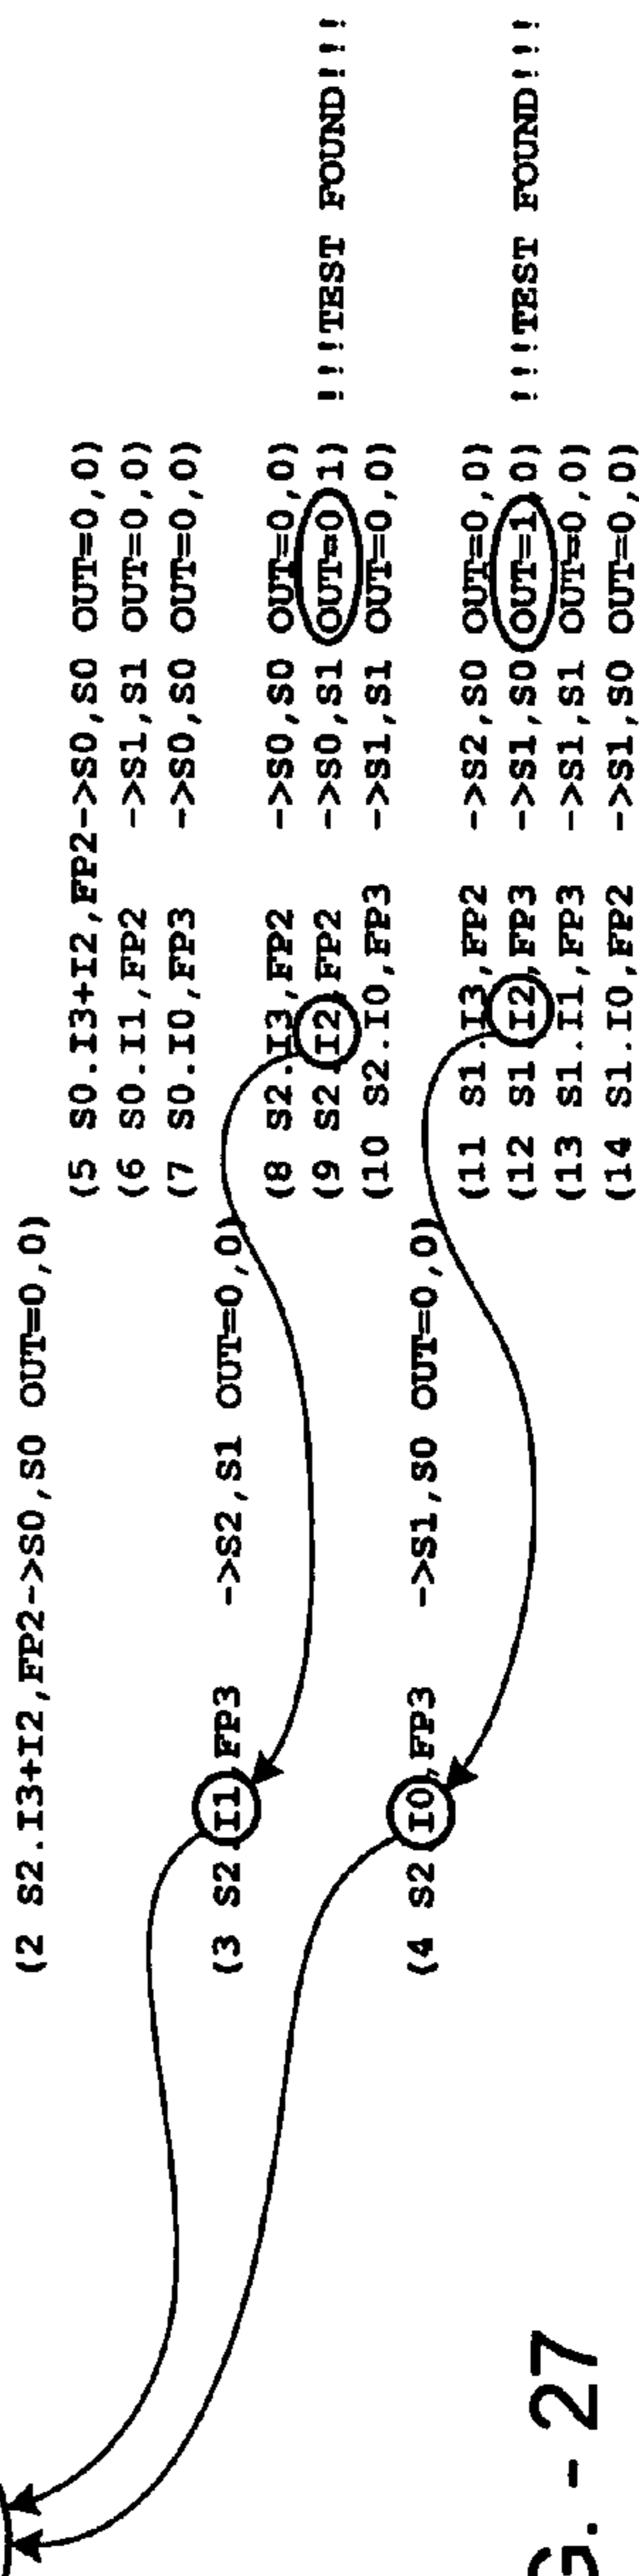 (2 S2.I3+I2,FP2->S0,S0 OUT=0,0)
(5 S0.I3+I2,FP2->S0,S0 OUT=0,0)
(6 S0.I1,FP2 ->S1,S1 OUT=0,0)
(7 S0.I0,FP3 ->S0,S0 OUT=0,0)
(3 S2.I1,FP3 ->S2,S1 OUT=0,0)
(8 S2.I3,FP2 ->S0,S0 OUT=0,0)
(9 S2.I2,FP2 ->S0,S1 OUT=0,1) !!!TEST FOUND!!!
(10 S2.I0,FP3 ->S1,S1 OUT=0,0)
(4 S2.I0,FP3 ->S1,S0 OUT=0,0)
(11 S1.I3,FP2 ->S2,S0 OUT=0,0)
(12 S1.I2,FP3 ->S1,S0 OUT=1,0) !!!TEST FOUND!!!
(13 S1.I1,FP3 ->S1,S1 OUT=0,0)
(14 S1.I0,FP2 ->S1,S0 OUT=0,0)
G. - 27